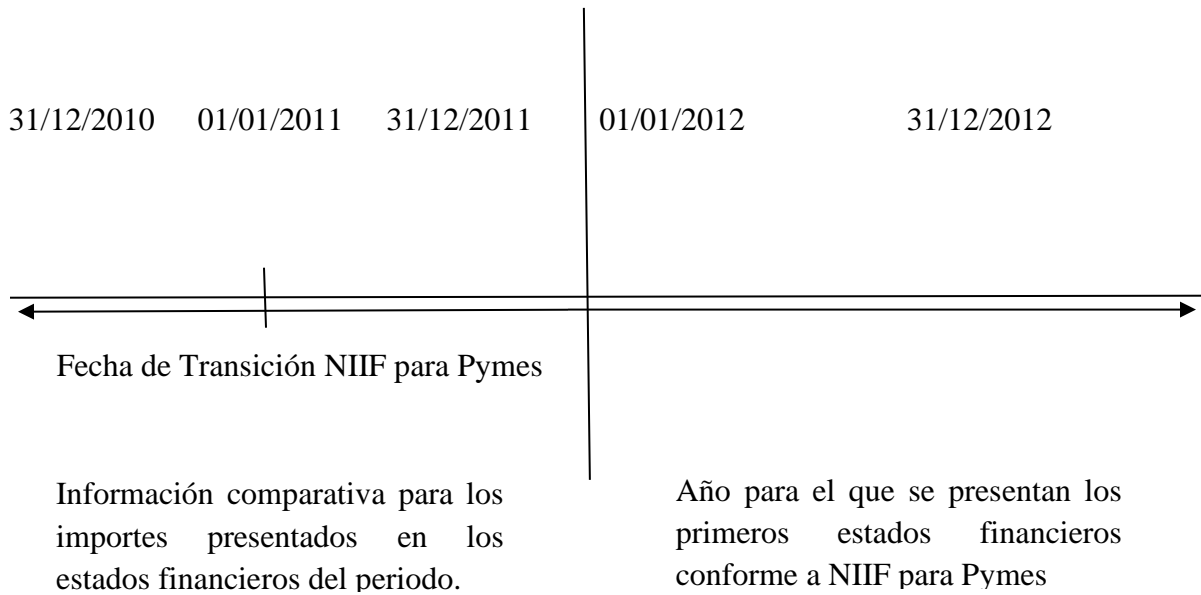 31/12/2010 01/01/2011 31/12/2011 01/01/2012 31/12/2012
Fecha de Transición NIIF para Pymes
Información comparativa para los
importes presentados en los
estados financieros del periodo.
Año para el que se presentan los
primeros estados financieros
conforme a NIIF para Pymes